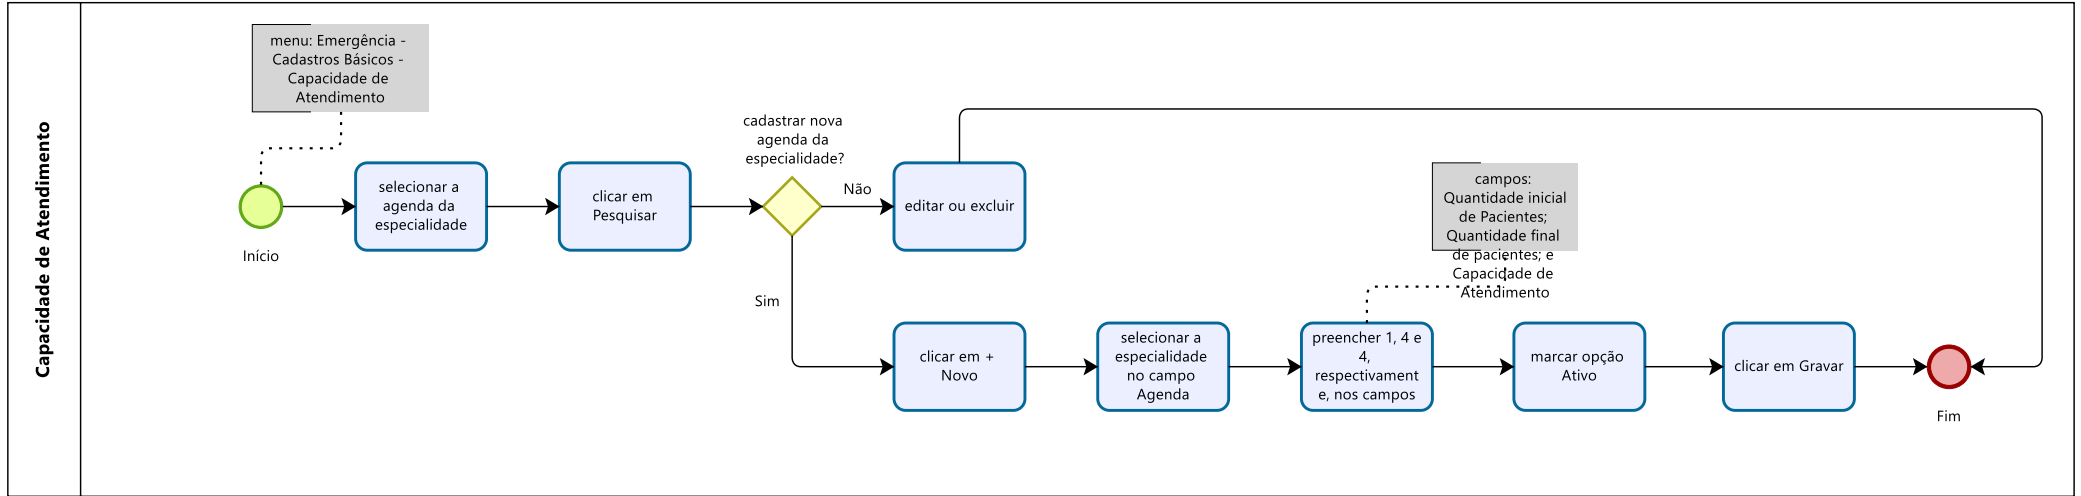 Capacidade de Atendimento
menu: Emergência -
Cadastros Básicos -
Capacidade de
Atendimento
Início
selecionar a
agenda da
especialidade
clicar em
Pesquisar
cadastrar nova
agenda da
especialidade?
Não
editar ou excluir
Sim
clicar em +
Novo
selecionar a
especialidade
no campo
Agenda
campos:
Quantidade inicial
de Pacientes;
Quantidade final
de pacientes; e
Capacidade de
Atendimento
preencher 1, 4 e
4,
respectivament
e, nos campos
marcar opção
Ativo
clicar em Gravar
Fim